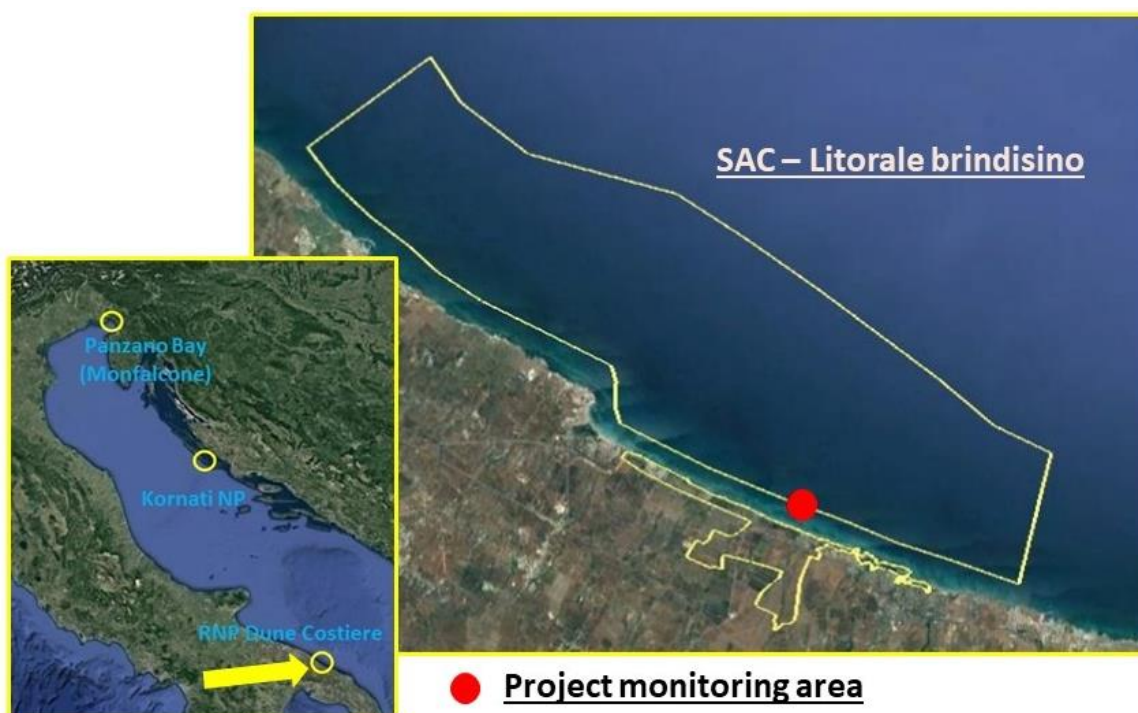 SAC – Litorale brindisino
Panzano Bay
(Monfalcone)
Kornati NP
RNP Dune Costiere
Project monitoring area